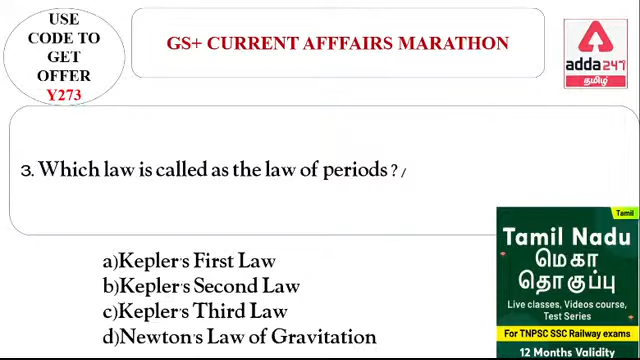 USE
CODE TO
GET
OFFER
Y273
GS+ CURRENT AFFFAIRS MARATHON
adda247
தமிழ்
3. Which law is called as the law of periods ? /
a)Kepler's First Law
b)Kepler's Second Law
c)Kepler's Third Law
d)Newton's Law of Gravitation
Tamil
Tamil Nadu
மெகா
தொகுப்பு
Live classes, Videos course,
Test Series
For TNPSC SSC Railway exams
12 Months Validity